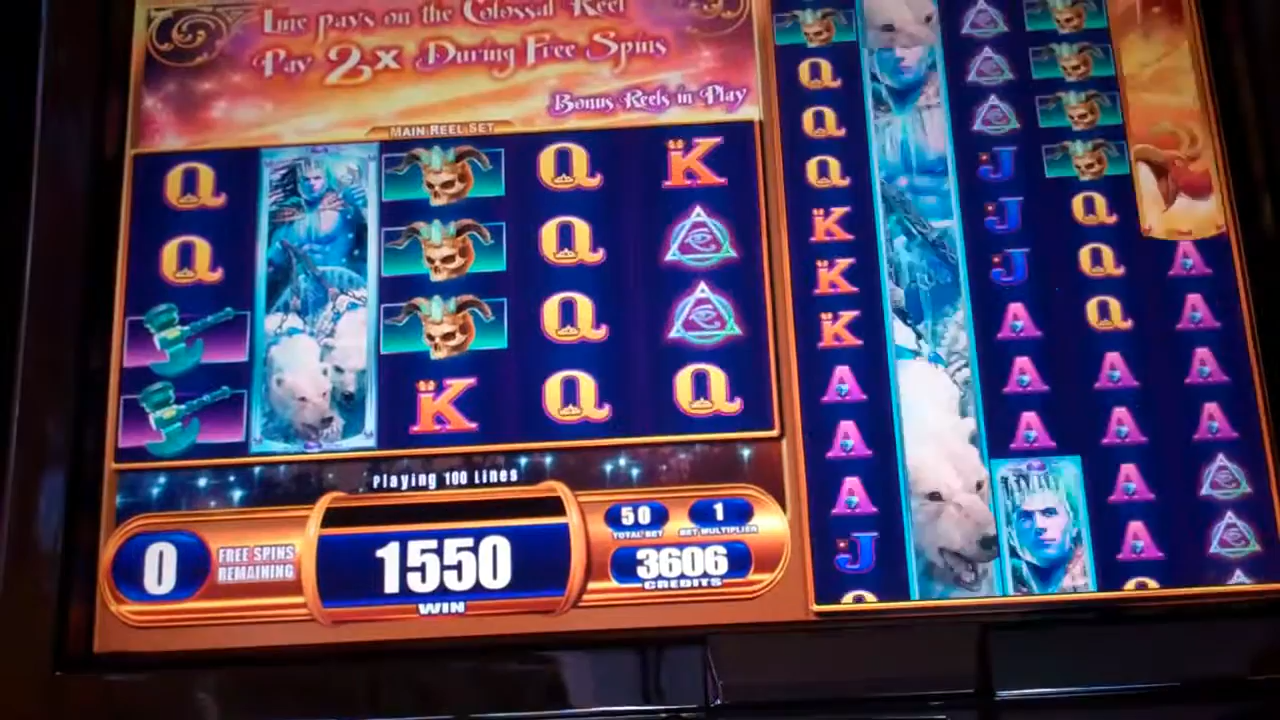 Line pays on the Colossal Reel
Pay 2x During Free Spins
Bonus Reels in Play
MAIN REEL SET
Q Q K
Q Q
Q
K Q Q
Q
Q
Q J
K J Q
K J Q A
K A Q A
A A A A
A A A A
A A
J A
Playing 100 Lines
0 FREE SPINS REMAINING
1550
WIN
50 1
TOTAL BET BET MULTIPLIER
3606
CREDITS